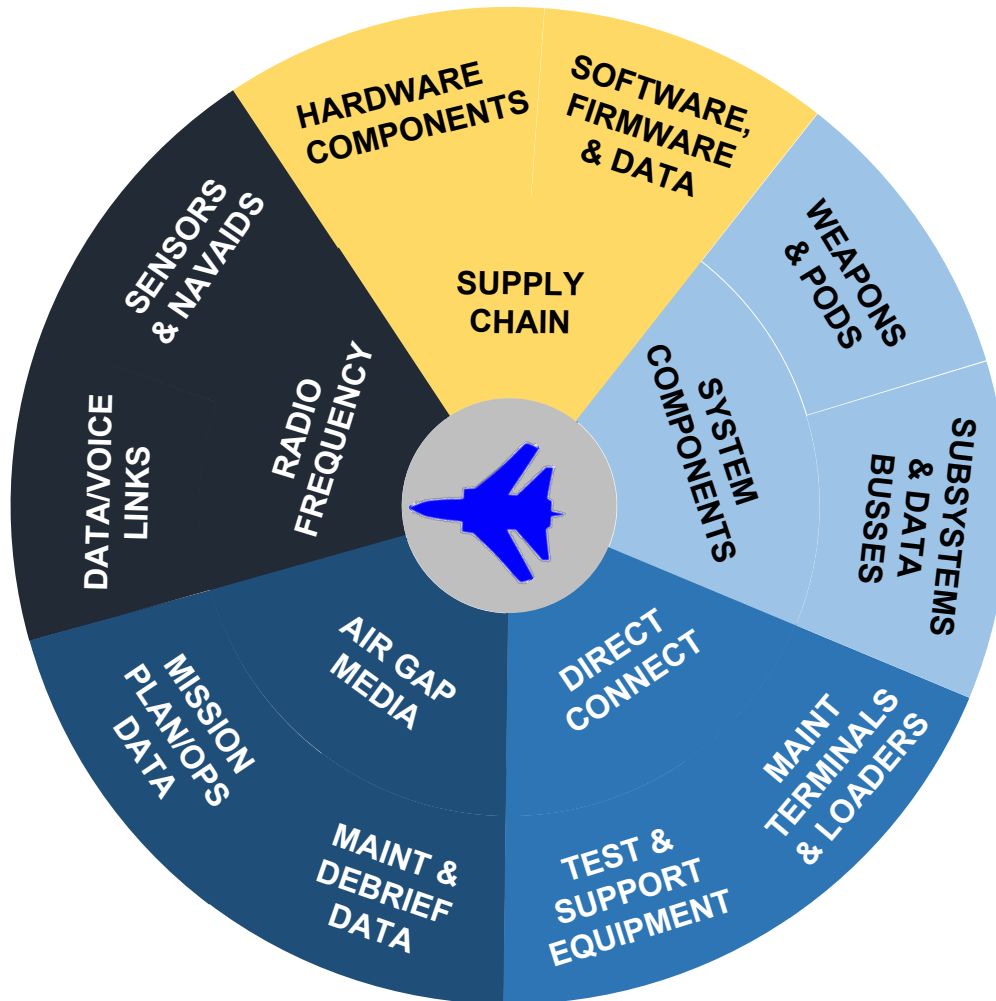 HARDWARE
COMPONENTS
SOFTWARE,
FIRMWARE
& DATA
SUPPLY
CHAIN
WEAPONS
& PODS
SUBSYSTEMS
& DATA
BUSSES
SYSTEM
COMPONENTS
MAINT
TERMINALS
& LOADERS
TEST &
SUPPORT
EQUIPMENT
DIRECT
CONNECT
MAINT &
DEBRIEF
DATA
MISSION
PLAN/OPS
DATA
AIR GAP
MEDIA
DATA/VOICE
LINKS
SENSORS
& NAVAIDS
RADIO
FREQUENCY